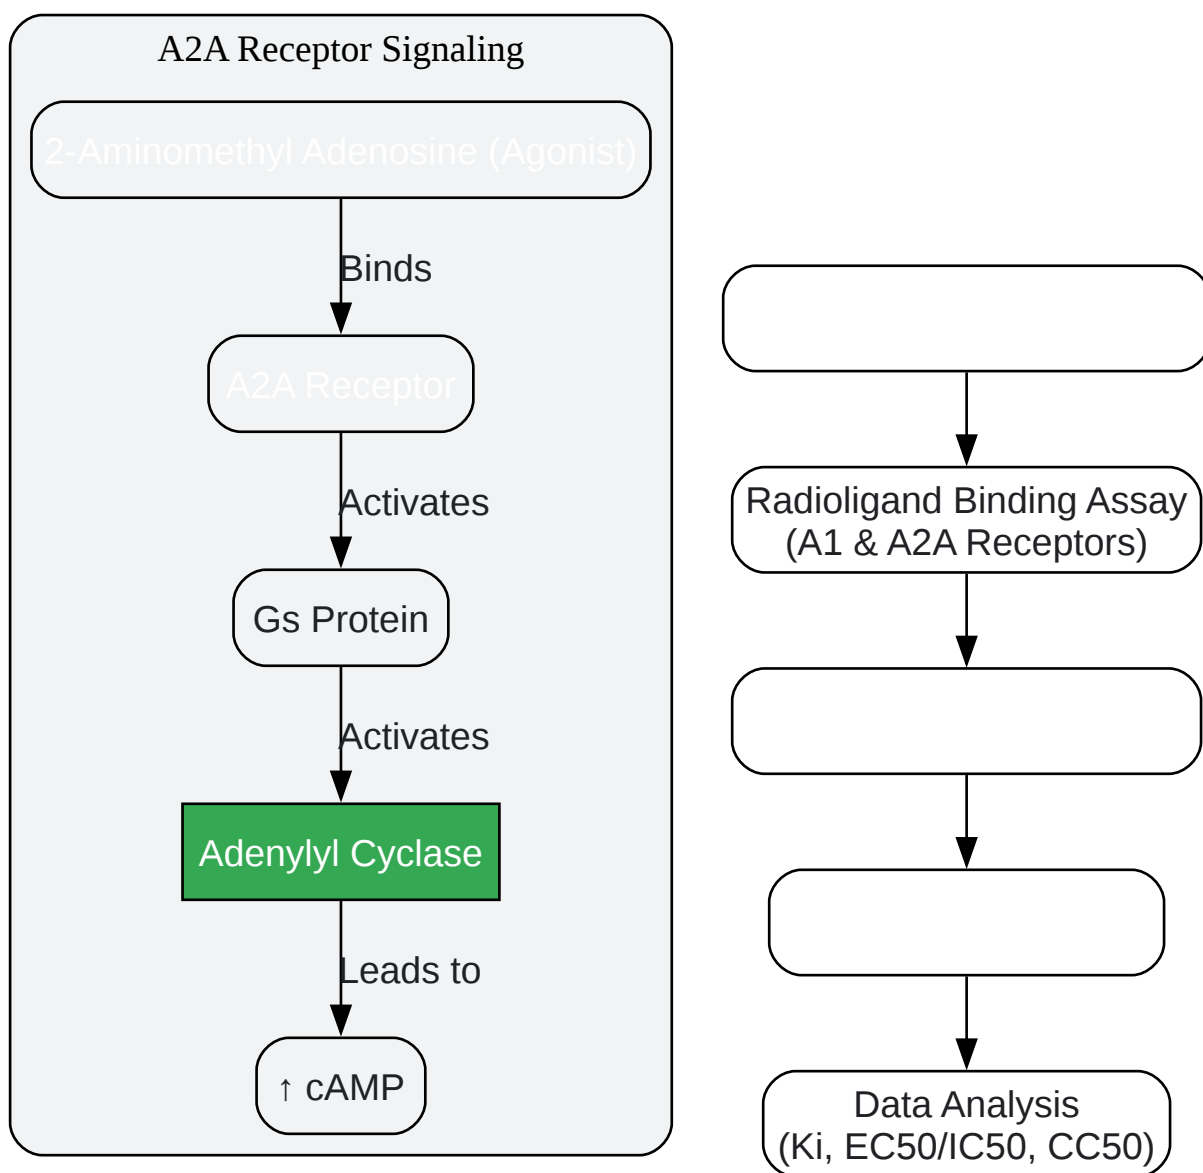 A2A Receptor Signaling
2-Aminomethyl Adenosine (Agonist)
Binds
A2A Receptor
Activates
Gs Protein
Activates
Adenylyl Cyclase
Leads to
↑ cAMP
Radioligand Binding Assay
(A1 & A2A Receptors)
Data Analysis
(Ki, EC50/IC50, CC50)